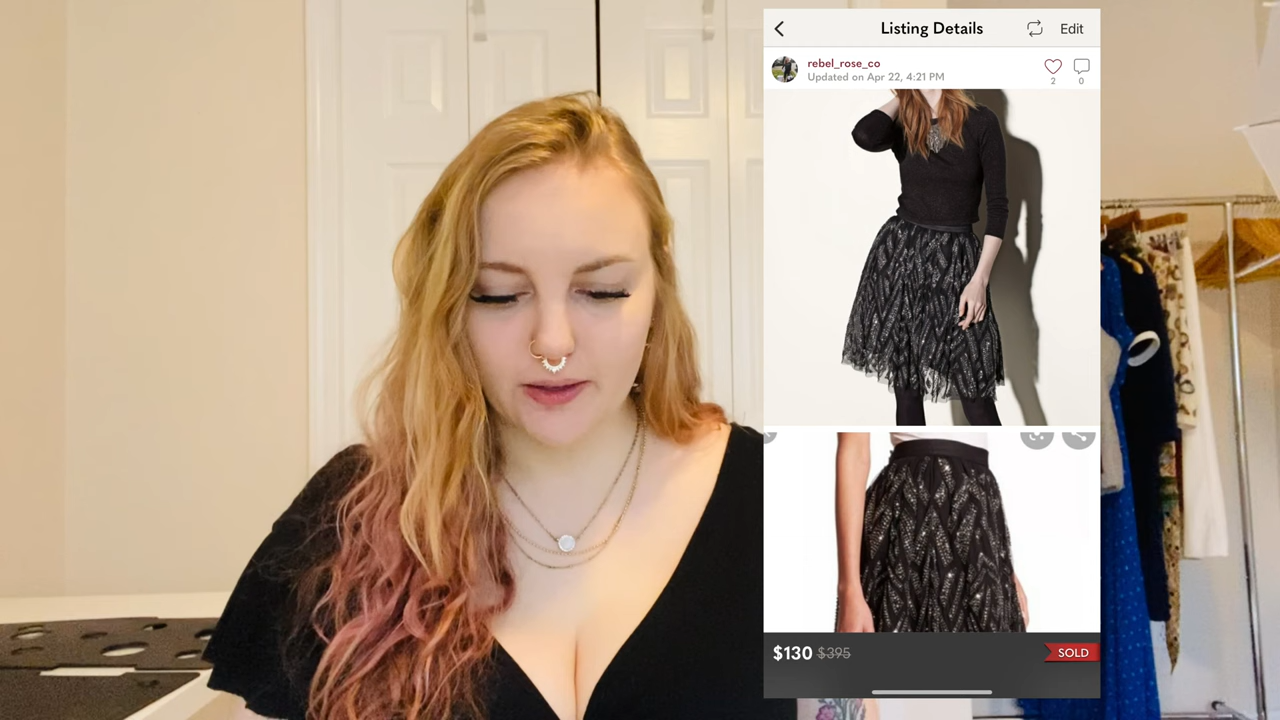 Listing Details
Edit
rebel_rose_co
Updated on Apr 22, 4:21 PM
2
0
$130 $395
SOLD